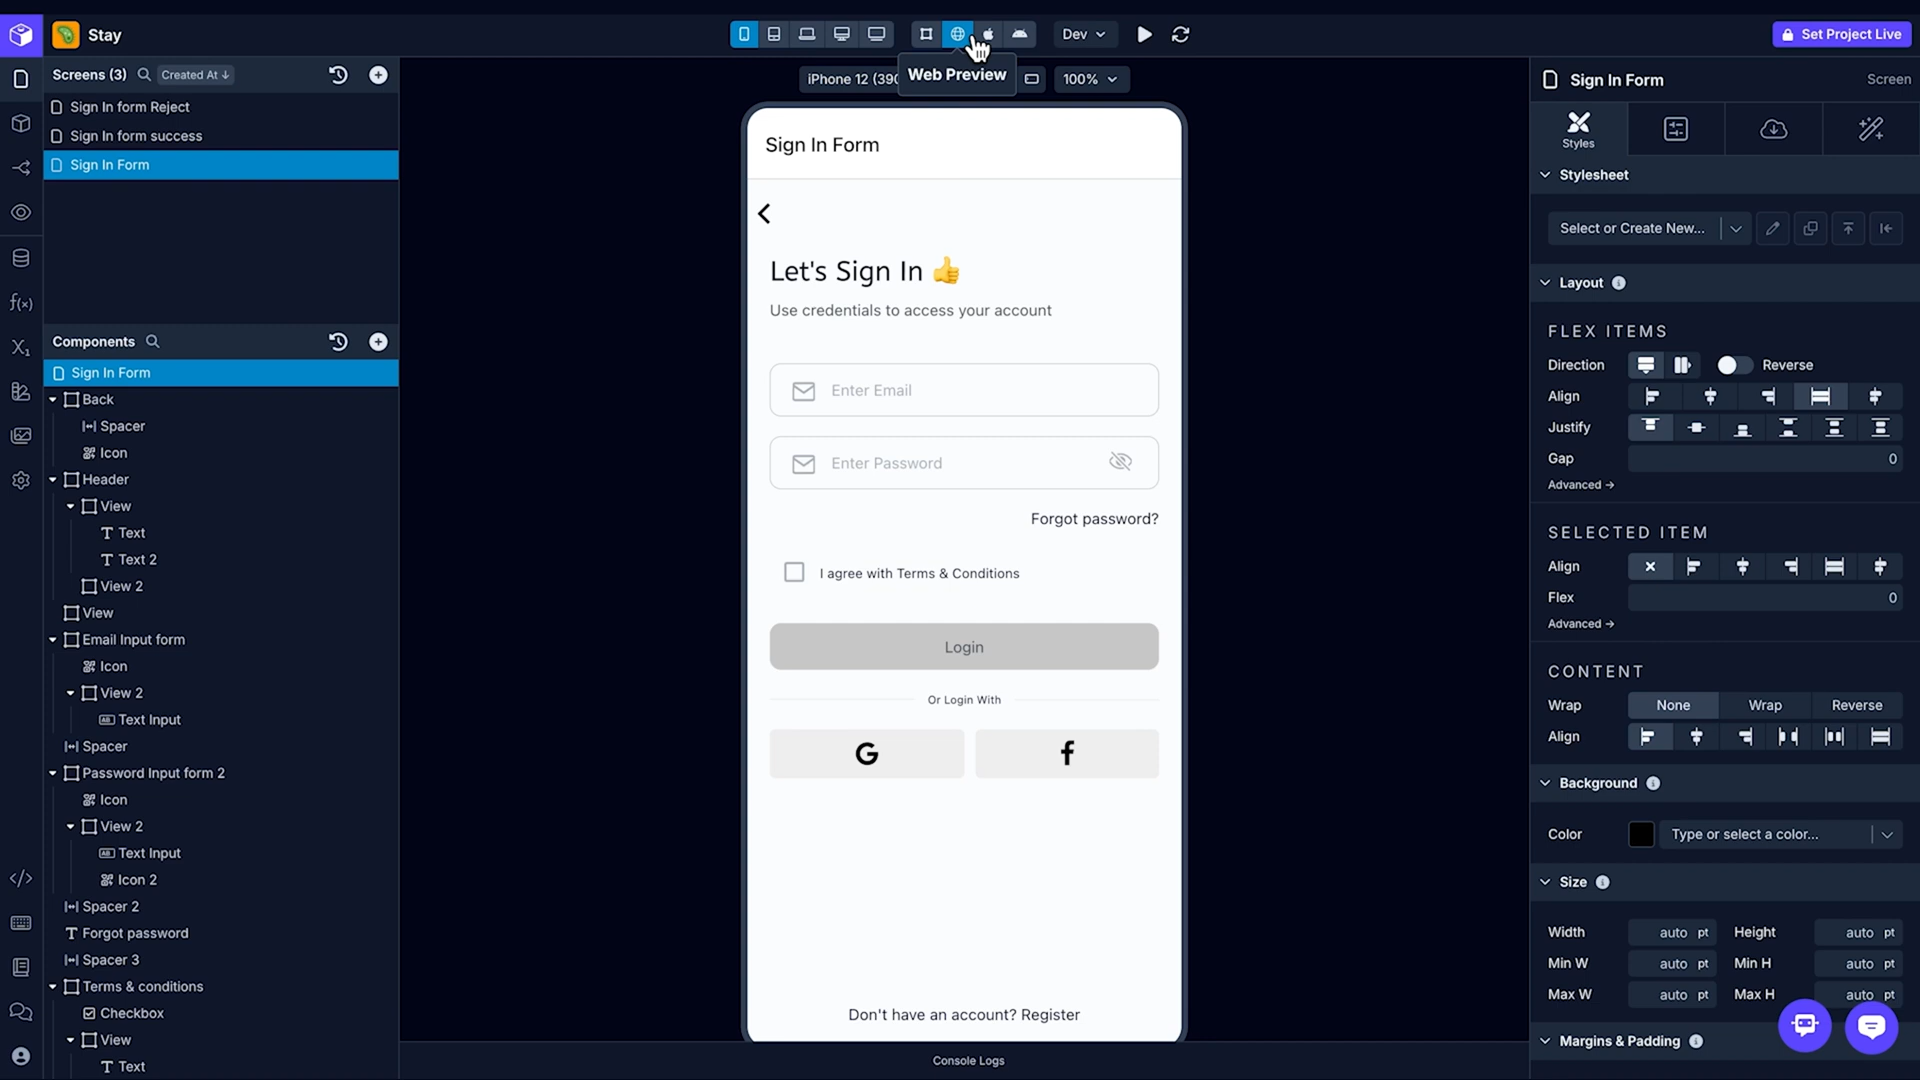 Stay
Dev
Set Project Live
Screens (3)
Created At ↓
Sign In form Reject
Sign In form success
Sign In Form
iPhone 12 (390
Web Preview
100%
Sign In Form
Let's Sign In 👍
Use credentials to access your account
Enter Email
Enter Password
Forgot password?
I agree with Terms & Conditions
Login
Or Login With
G
f
Don't have an account? Register
Console Logs
f(x)
X₁
Components
Sign In Form
Back
Spacer
Icon
Header
View
Text
Text 2
View 2
View
Email Input form
Icon
View 2
Text Input
Spacer
Password Input form 2
Icon
View 2
Text Input
Icon 2
Spacer 2
Forgot password
Spacer 3
Terms & conditions
Checkbox
View
Text
Sign In Form
Screen
Styles
Stylesheet
Select or Create New...
Layout
FLEX ITEMS
Direction
Reverse
Align
Justify
Gap 0
Advanced →
SELECTED ITEM
Align
Flex 0
Advanced →
CONTENT
Wrap None Wrap Reverse
Align
Background
Color Type or select a color...
Size
Width auto pt Height auto pt
Min W auto pt Min H auto pt
Max W auto pt Max H auto pt
Margins & Padding